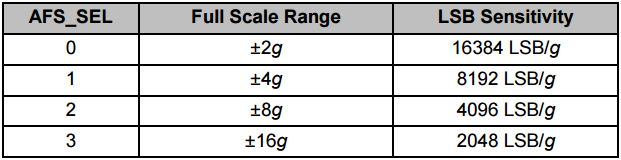 AFS_SEL Full Scale Range LSB Sensitivity
0 ±2g 16384 LSB/g
1 ±4g 8192 LSB/g
2 ±8g 4096 LSB/g
3 ±16g 2048 LSB/g